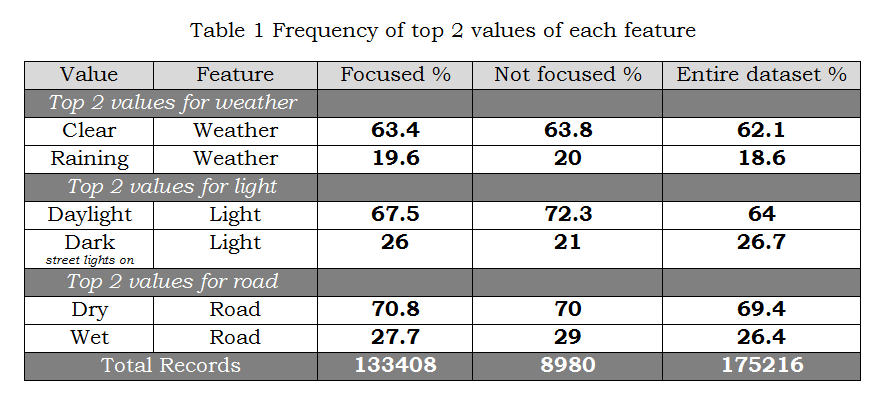 Table 1 Frequency of top 2 values of each feature
Value Feature Focused % Not focused % Entire dataset %
Top 2 values for weather
Clear Weather 63.4 63.8 62.1
Raining Weather 19.6 20 18.6
Top 2 values for light
Daylight Light 67.5 72.3 64
Dark Light 26 21 26.7
street lights on
Top 2 values for road
Dry Road 70.8 70 69.4
Wet Road 27.7 29 26.4
Total Records 133408 8980 175216